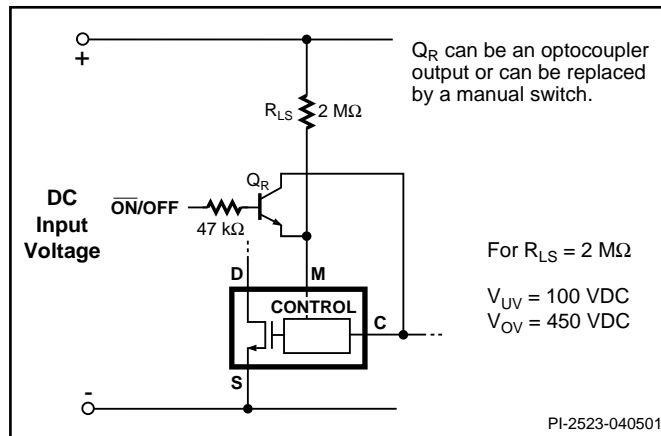 +
Q_R can be an optocoupler
output or can be replaced
by a manual switch.
R_LS
2 MΩ
DC
Input
Voltage
ON/OFF
47 kΩ
Q_R
For R_LS = 2 MΩ
V_UV = 100 VDC
V_OV = 450 VDC
D
M
CONTROL
C
S
-
PI-2523-040501